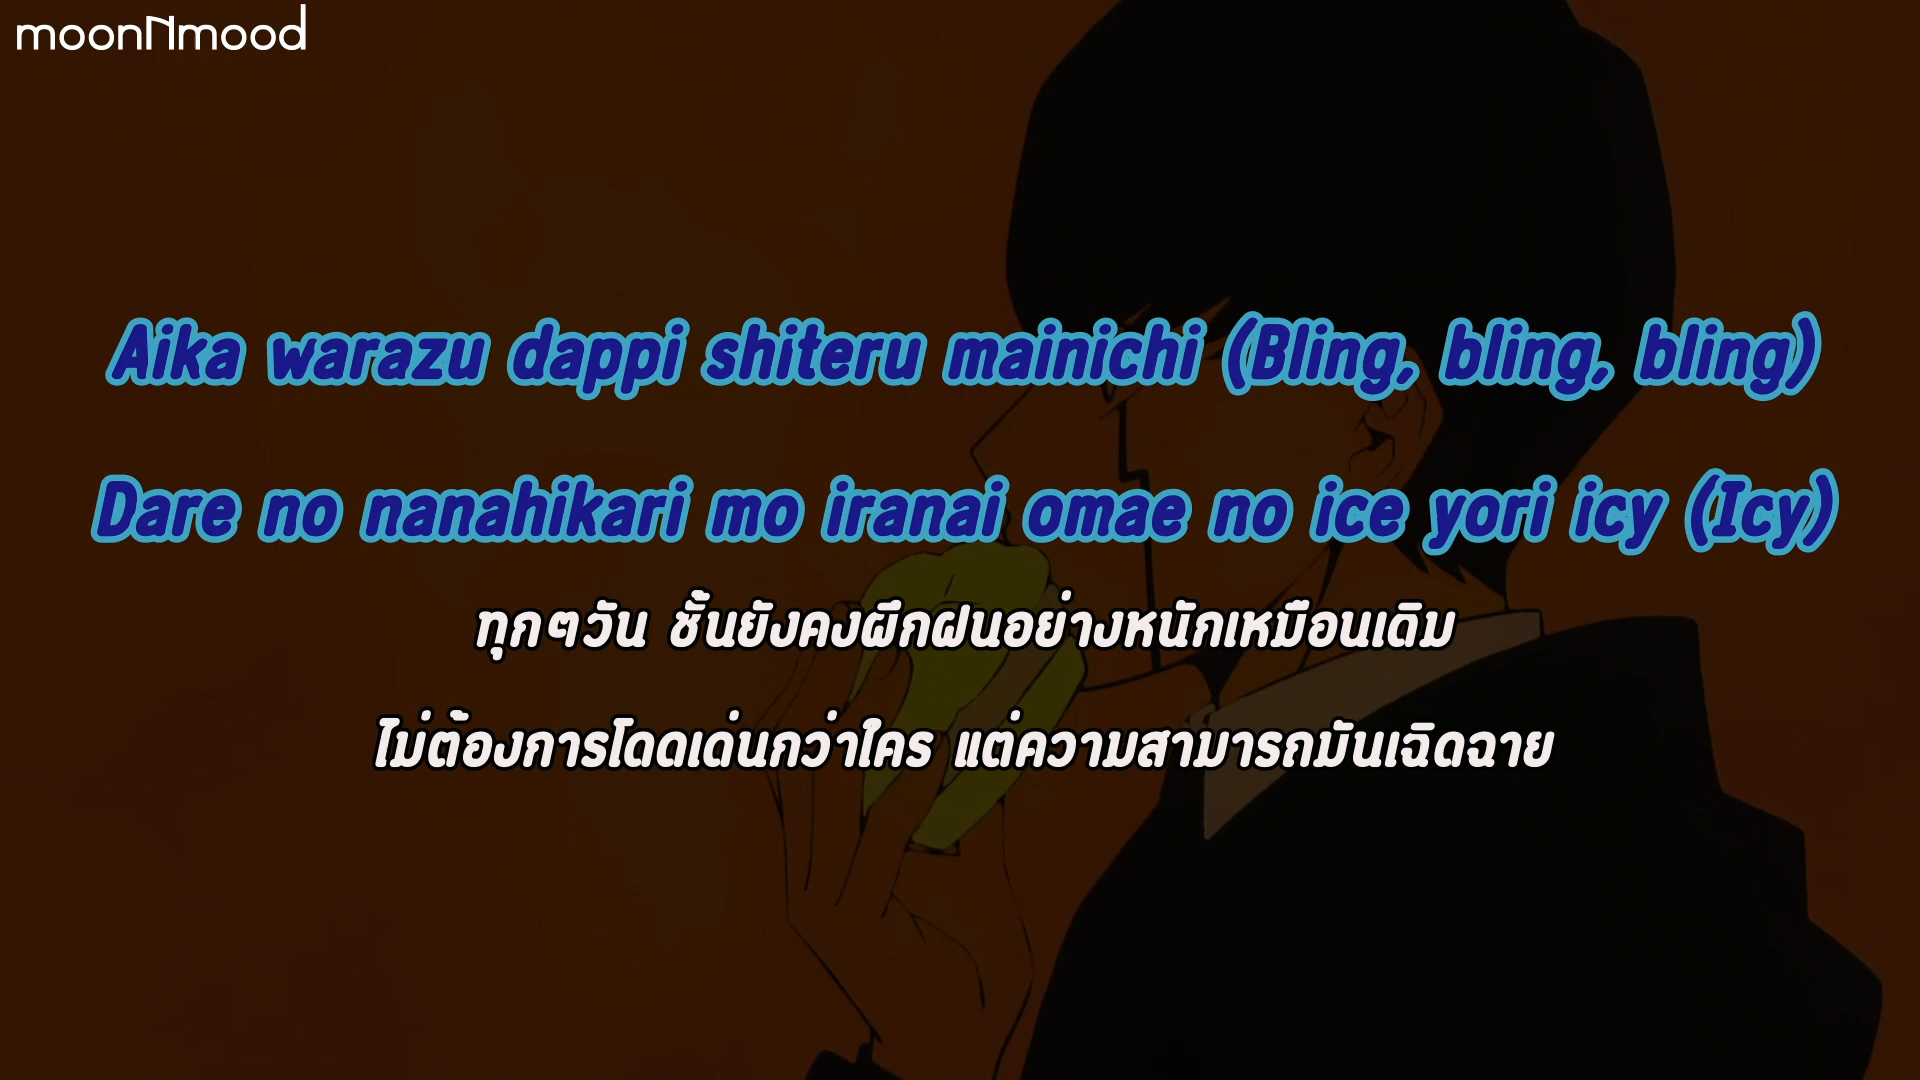 moonNmood
Aika warazu dappi shiteru mainichi (Bling, bling, bling)
Dare no nanahikari mo iranai omae no ice yori icy (Icy)
ทุกๆวัน ชั้นยังคงผึกฝนอย่างหนักเหมือนเดิม
ไม่ต้องการโดดเด่นกว่าใคร แต่ความสามารถมันเฉิดฉาย